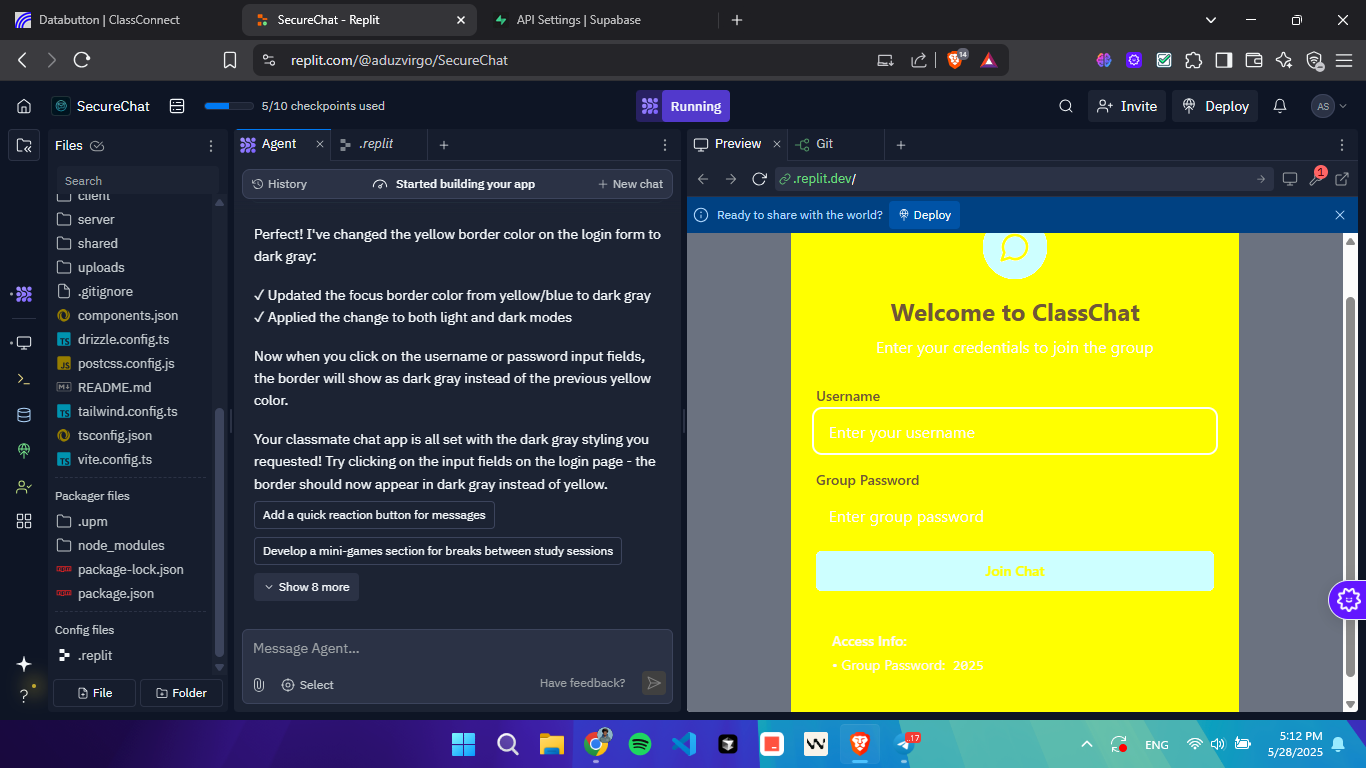 Databutton | ClassConnect
SecureChat - Replit
API Settings | Supabase
replit.com/@aduzvirgo/SecureChat
14
SecureChat
5/10 checkpoints used
Running
Invite
Deploy
AS
Files
Agent
.replit
Preview
Git
Search
History
Started building your app
New chat
.replit.dev/
1
Ready to share with the world?
Deploy
client
server
shared
uploads
.gitignore
components.json
drizzle.config.ts
postcss.config.js
README.md
tailwind.config.ts
tsconfig.json
vite.config.ts
Packager files
.upm
node_modules
package-lock.json
package.json
Config files
.replit
File
Folder
Perfect! I've changed the yellow border color on the login form to
dark gray:
✓ Updated the focus border color from yellow/blue to dark gray
✓ Applied the change to both light and dark modes
Now when you click on the username or password input fields,
the border will show as dark gray instead of the previous yellow
color.
Your classmate chat app is all set with the dark gray styling you
requested! Try clicking on the input fields on the login page - the
border should now appear in dark gray instead of yellow.
Add a quick reaction button for messages
Develop a mini-games section for breaks between study sessions
Show 8 more
Message Agent...
Select
Have feedback?
Welcome to ClassChat
Enter your credentials to join the group
Username
Enter your username
Group Password
Enter group password
Join Chat
Access Info:
• Group Password: 2025
17
ENG
5:12 PM
5/28/2025